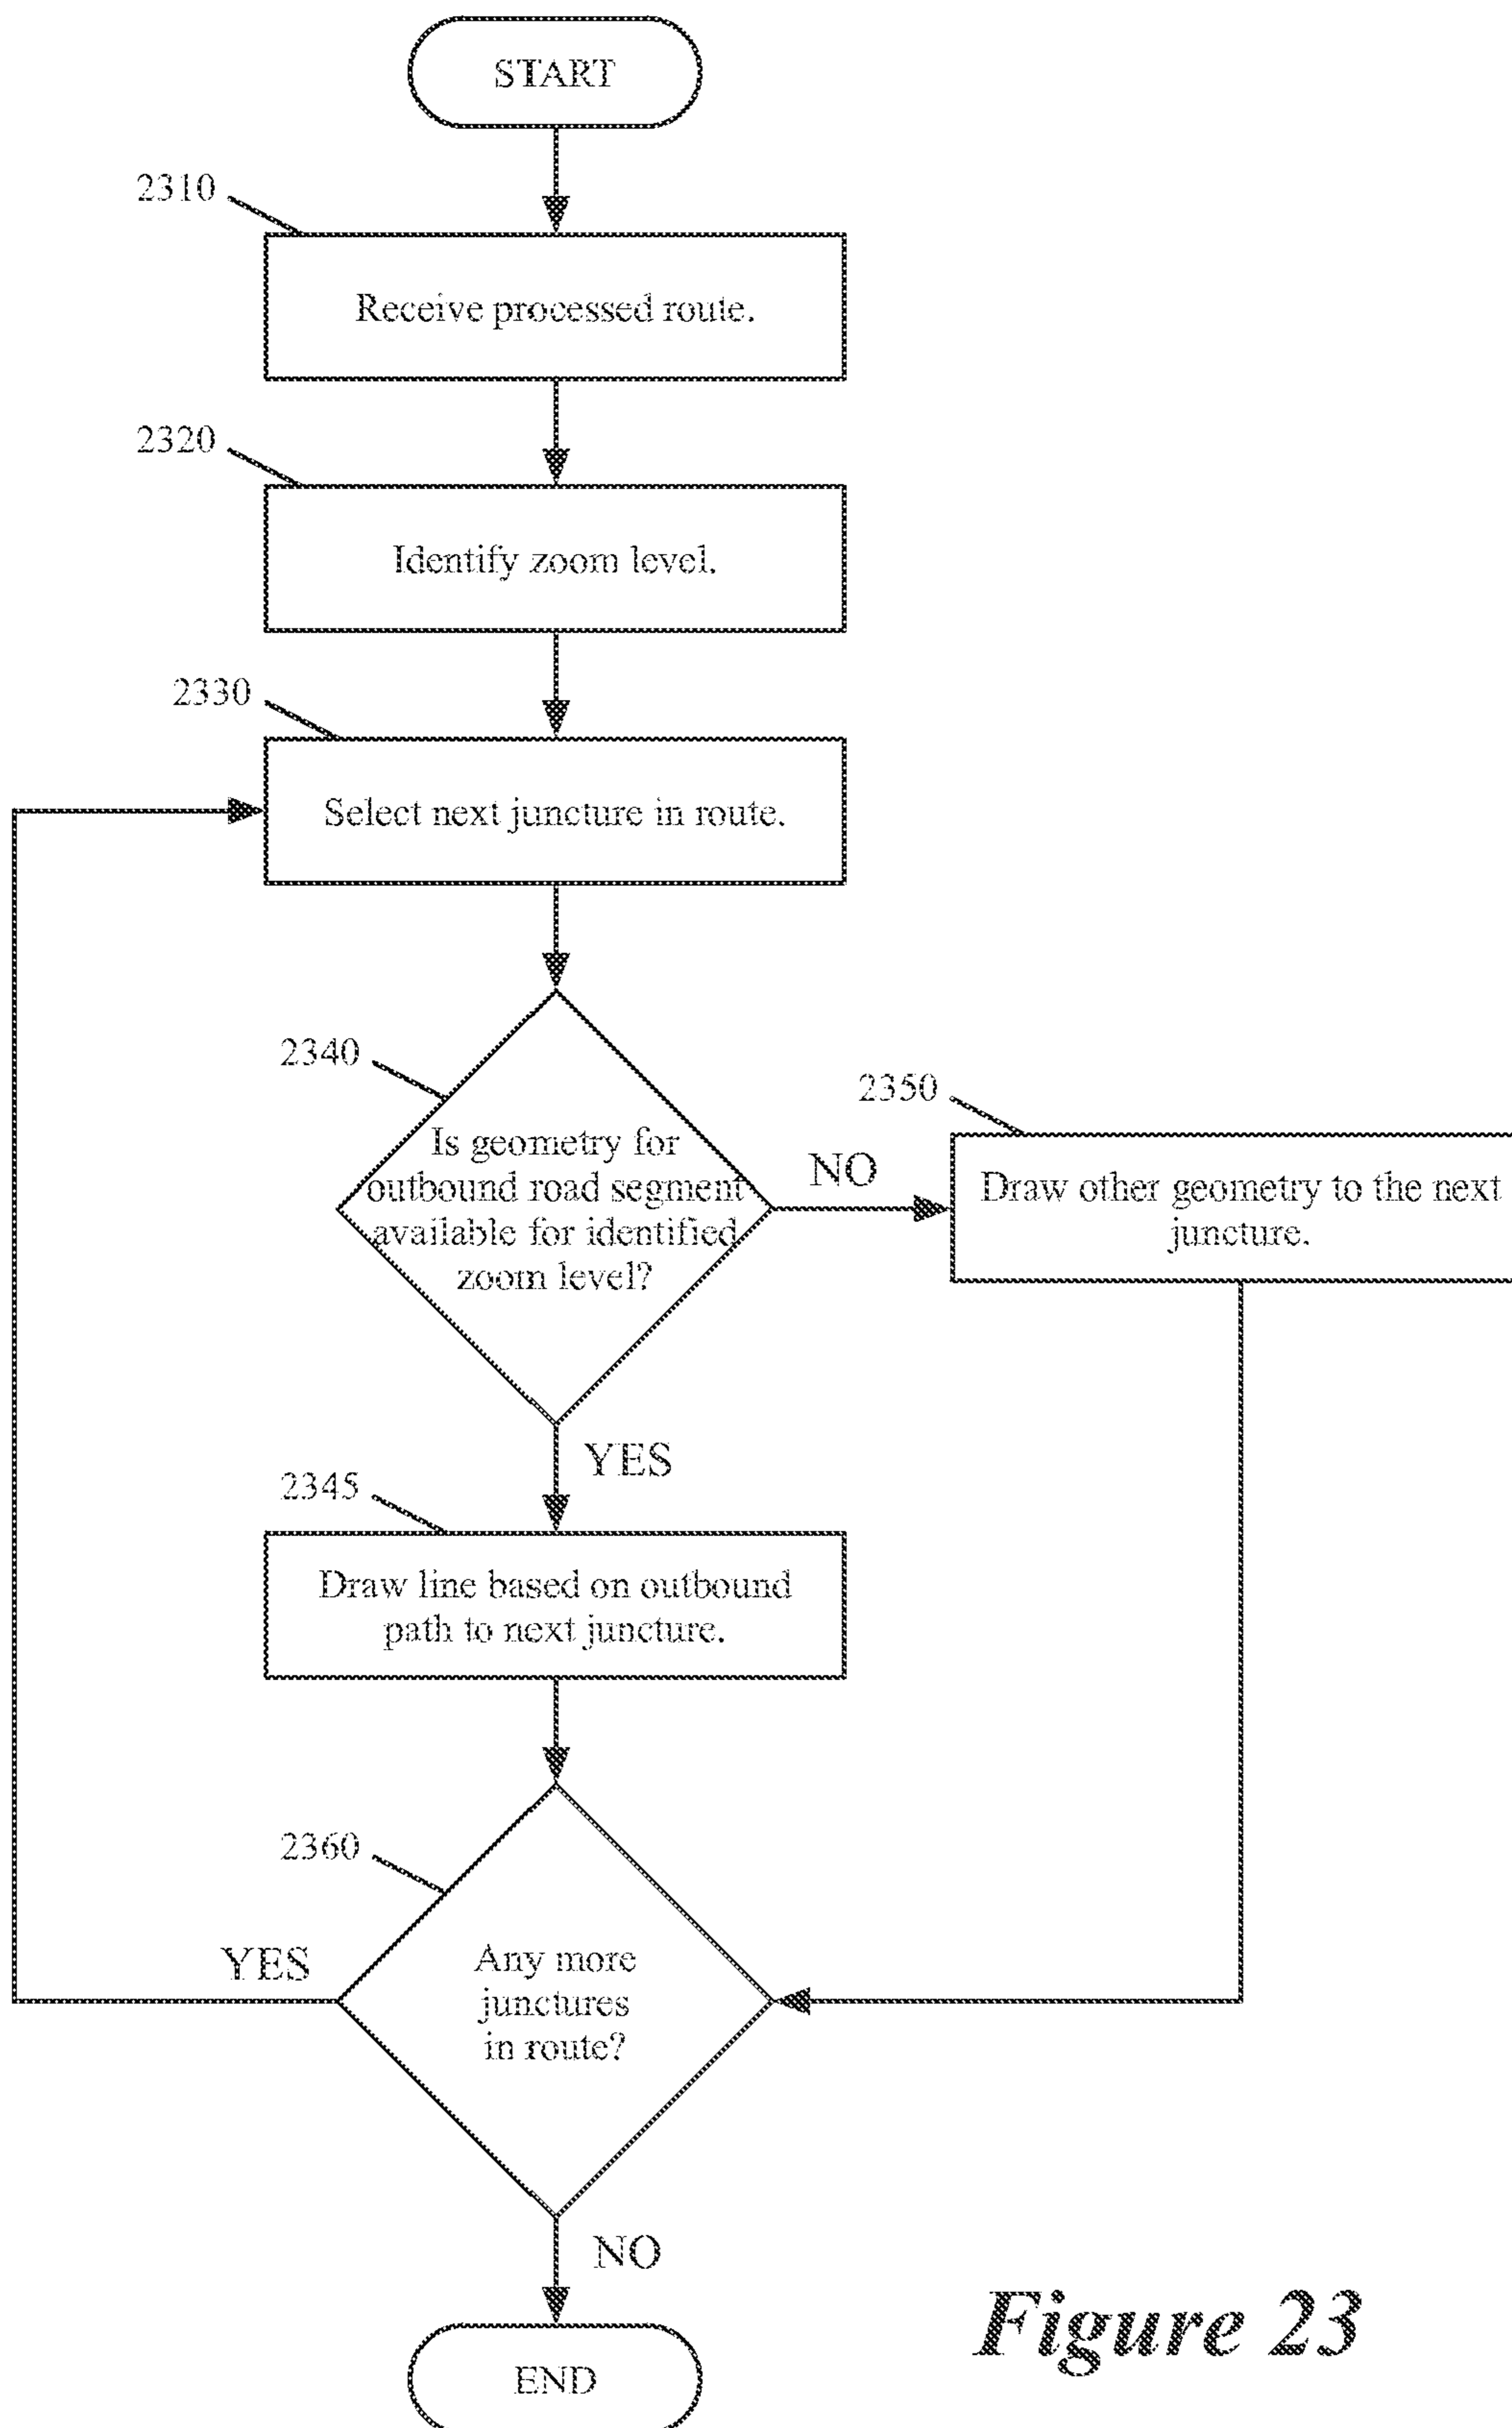 START
2310
Receive processed route.
2320
Identify zoom level.
2330
Select next juncture in route.
2340
Is geometry for
outbound road segment
available for identified
zoom level?
NO
2350
Draw other geometry to the next
juncture.
YES
2345
Draw line based on outbound
path to next juncture.
2360
Any more
junctures
in route?
YES
NO
END
Figure 23